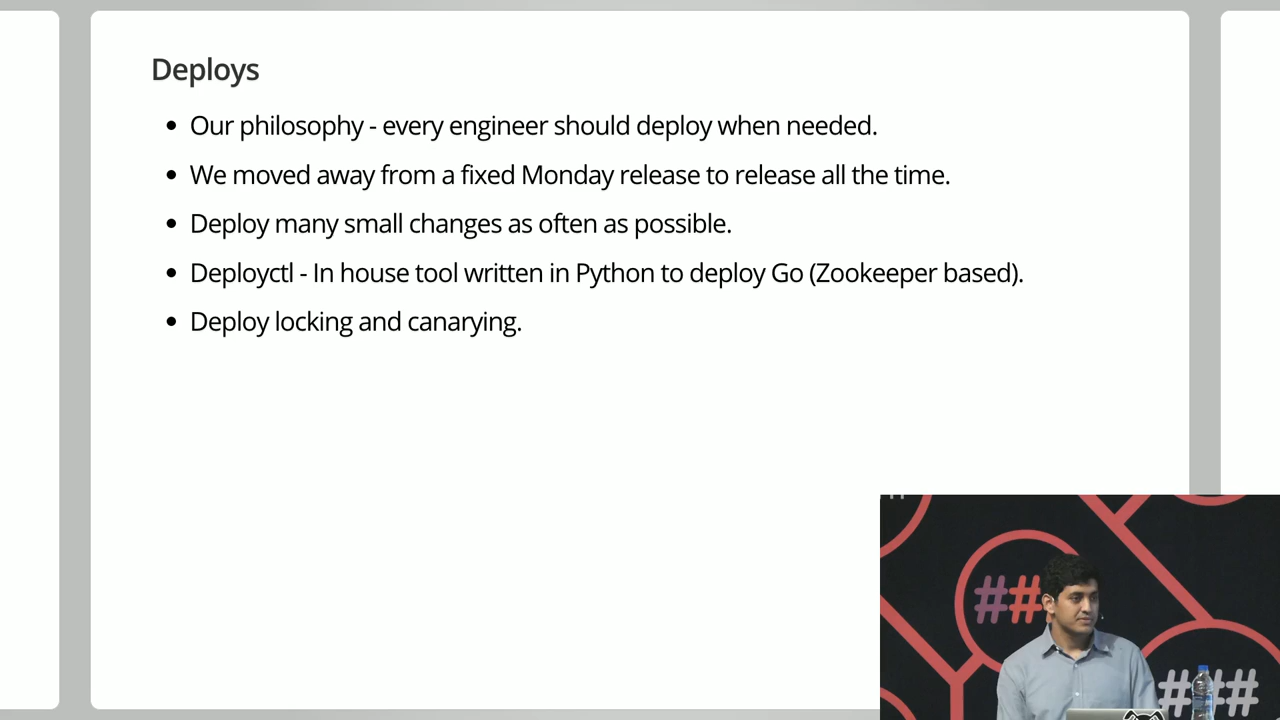 Deploys
Our philosophy - every engineer should deploy when needed.
We moved away from a fixed Monday release to release all the time.
Deploy many small changes as often as possible.
Deployctl - In house tool written in Python to deploy Go (Zookeeper based).
Deploy locking and canarying.
##
###